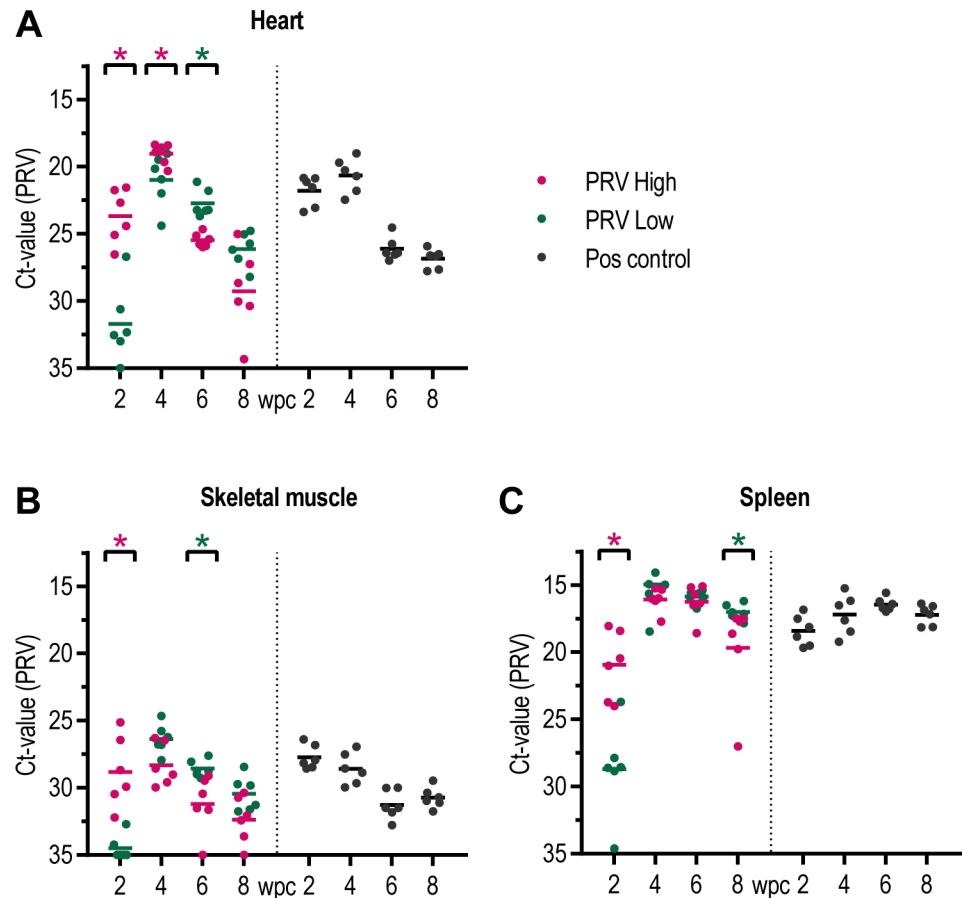 A
Heart
* * *
Ct-value (PRV)
15
20
25
30
35
2 4 6 8 wpc 2 4 6 8
PRV High
PRV Low
Pos control
B
Skeletal muscle
* *
Ct-value (PRV)
15
20
25
30
35
2 4 6 8 wpc 2 4 6 8
C
Spleen
* *
Ct-value (PRV)
15
20
25
30
35
2 4 6 8 wpc 2 4 6 8